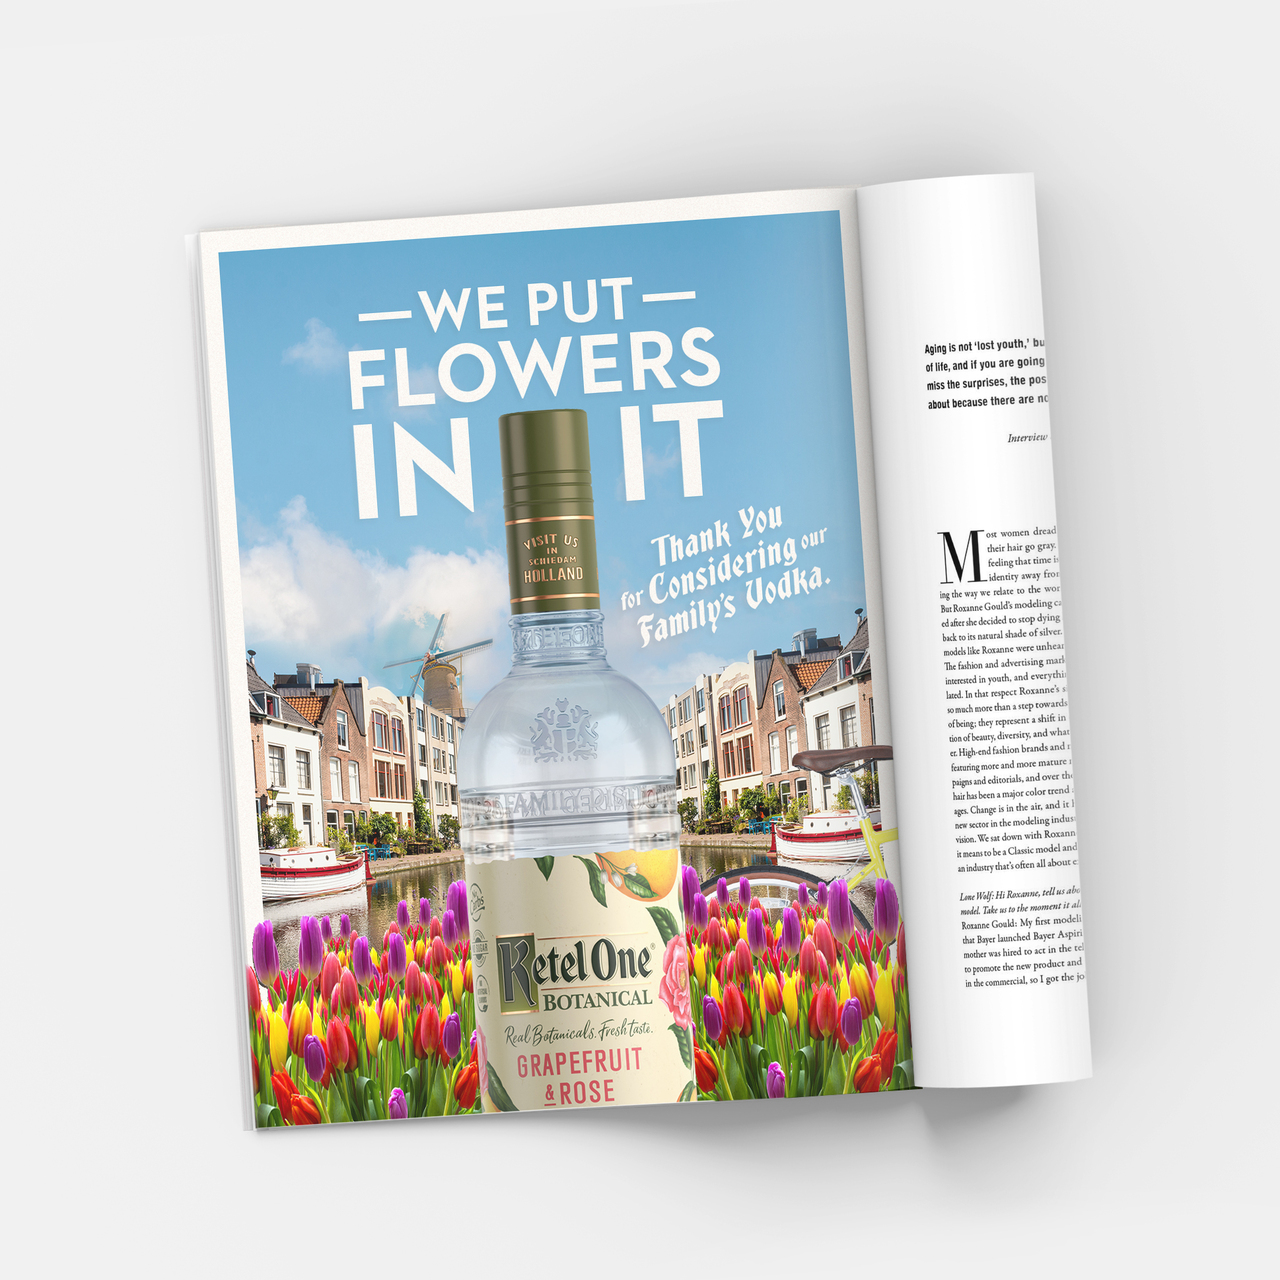 WE PUT
FLOWERS
IN IT
Thank You
for Considering our
Family's Vodka.
VISIT US
IN
SCHIEDAM
HOLLAND
Ketel One®
BOTANICAL
Real Botanicals. Fresh taste.
GRAPEFRUIT
& ROSE
Aging is not 'lost youth,' bu
of life, and if you are going
miss the surprises, the pos
about because there are no
Interview
Most women dread
their hair go gray.
feeling that time is
identity away from
ing the way we relate to the wor
But Roxanne Gould's modeling ca
ed after she decided to stop dying
back to its natural shade of silver.
models like Roxanne were unhear
The fashion and advertising mark
interested in youth, and everythi
lated. In that respect Roxanne's s
so much more than a step towards
of being; they represent a shift in
tion of beauty, diversity, and what
er. High-end fashion brands and r
featuring more and more mature
paigns and editorials, and over the
hair has been a major color trend
ages. Change is in the air, and it
new sector in the modeling indus
vision. We sat down with Roxann
it means to be a Classic model and
an industry that's often all about
Lone Wolf: Hi Roxanne, tell us abo
model. Take us to the moment it al
Roxanne Gould: My first modeli
that Bayer launched Bayer Aspiri
mother was hired to act in the tel
to promote the new product and
in the commercial, so I got the jo